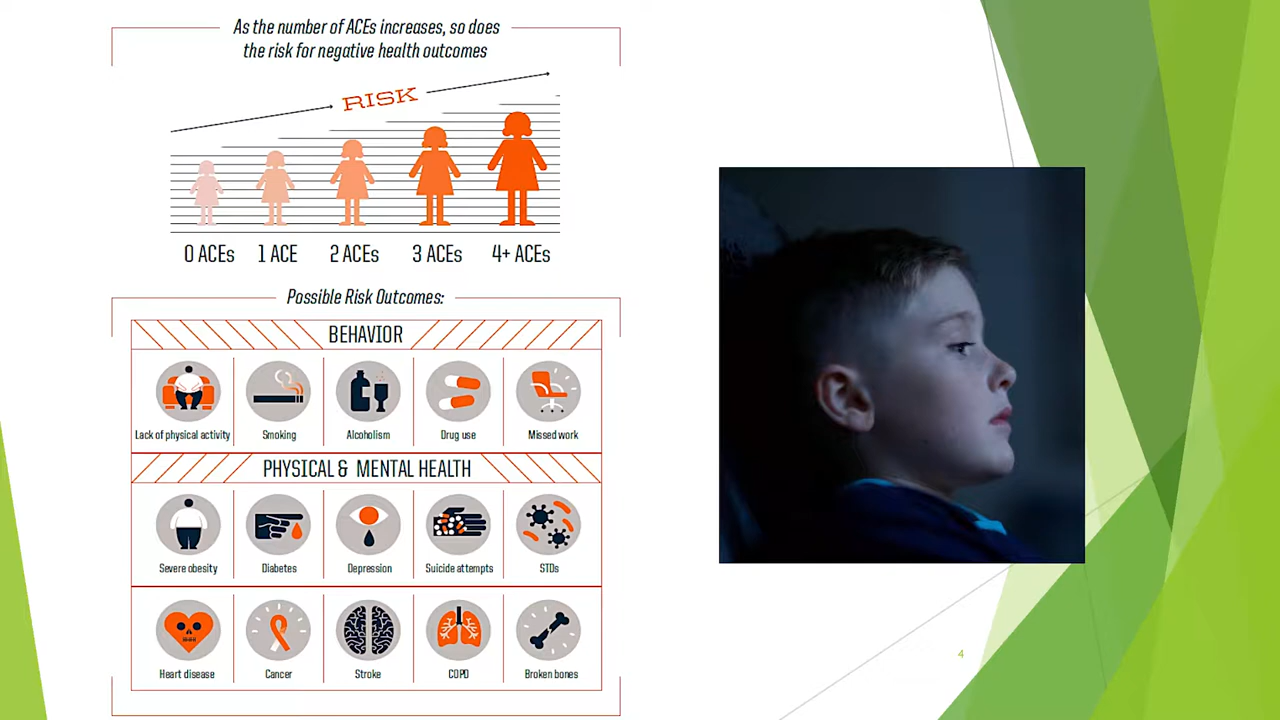 As the number of ACEs increases, so does
the risk for negative health outcomes
RISK
0 ACEs 1 ACE 2 ACEs 3 ACEs 4+ ACEs
Possible Risk Outcomes:
BEHAVIOR
Lack of physical activity Smoking Alcoholism Drug use Missed work
PHYSICAL & MENTAL HEALTH
Severe obesity Diabetes Depression Suicide attempts STDs
Heart disease Cancer Stroke COPD Broken bones
4